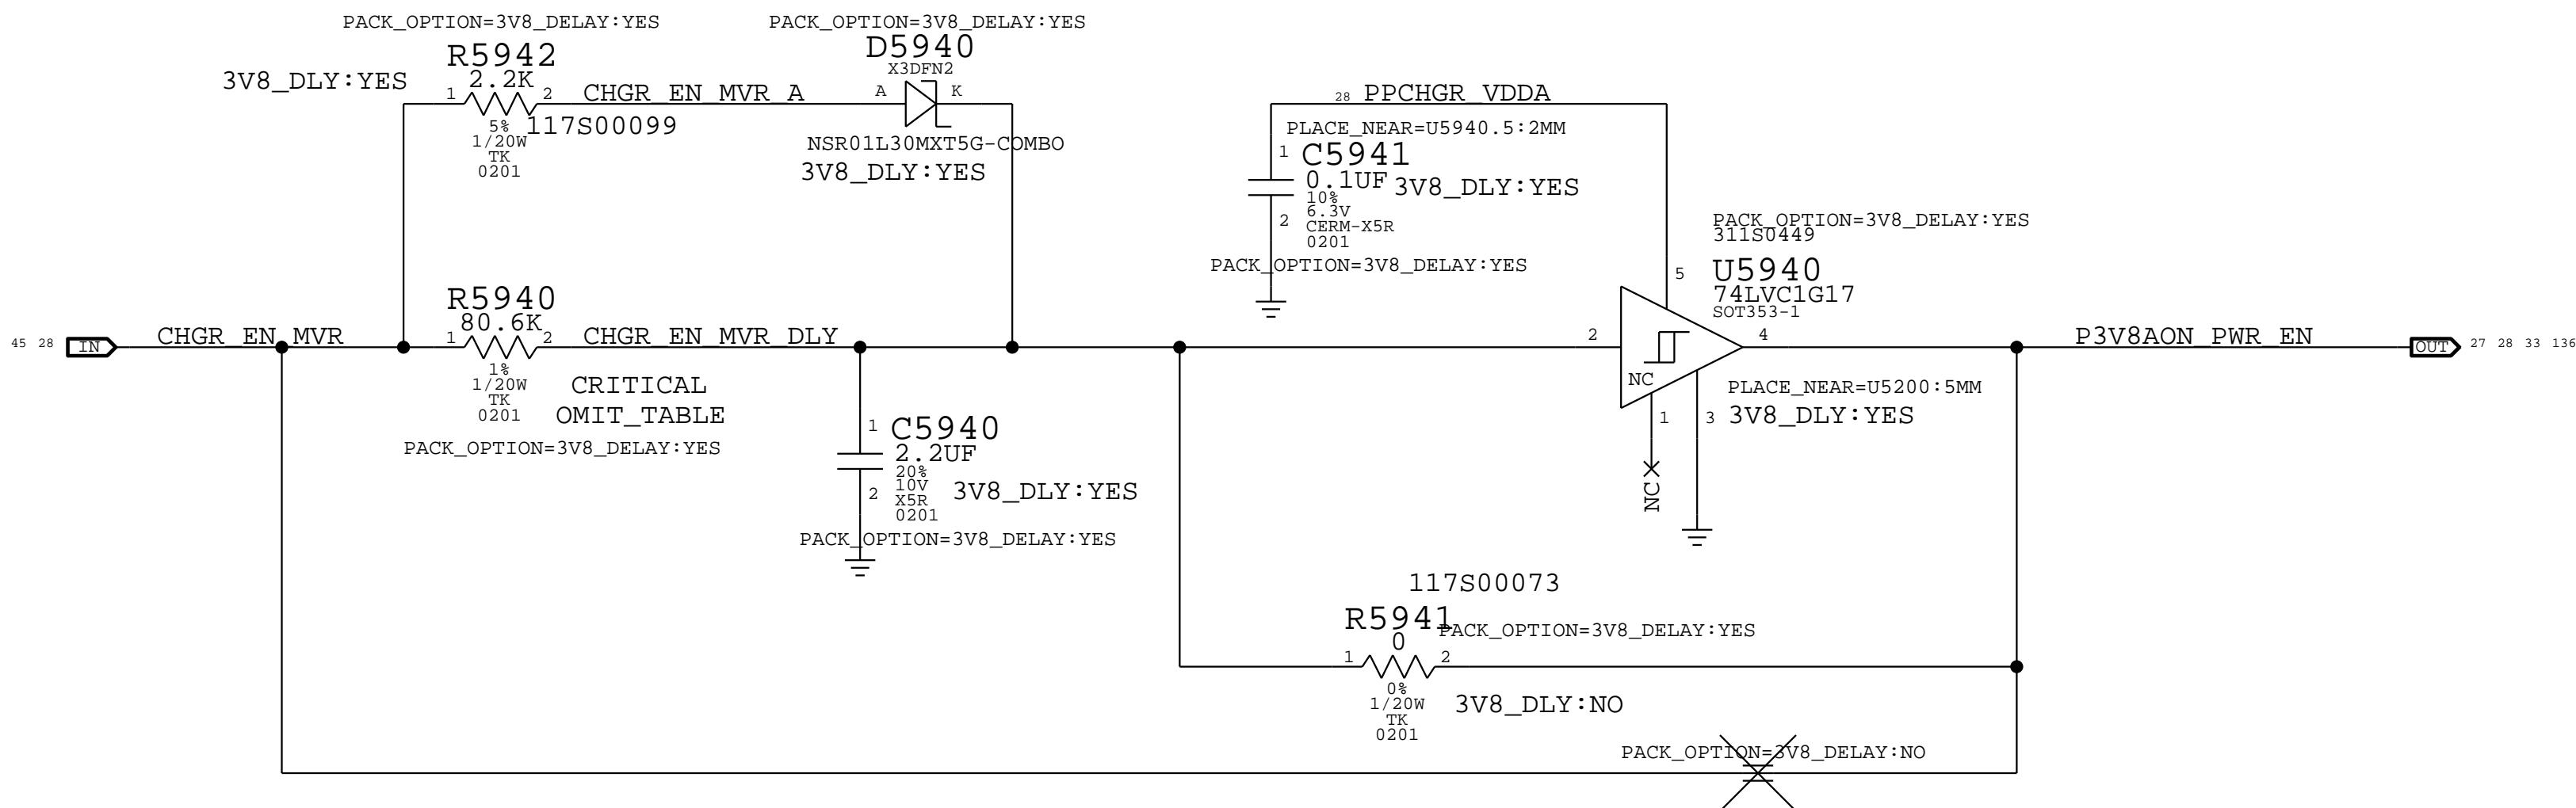 PACK_OPTION=3V8_DELAY:YES
R5942
3V8_DLY:YES
2.2K
1
2
CHGR_EN_MVR_A
5%
117S00099
1/20W
TK
0201
PACK_OPTION=3V8_DELAY:YES
D5940
X3DFN2
A
K
NSR01L30MXT5G-COMBO
3V8_DLY:YES
28
PPCHGR_VDDA
PLACE_NEAR=U5940.5:2MM
1
C5941
0.1UF
3V8_DLY:YES
10%
6.3V
2
CERM-X5R
0201
PACK_OPTION=3V8_DELAY:YES
PACK_OPTION=3V8_DELAY:YES
311S0449
5
U5940
74LVC1G17
SOT353-1
45 28
IN
CHGR_EN_MVR
R5940
80.6K
1
2
CHGR_EN_MVR_DLY
1%
1/20W
TK
0201
CRITICAL
OMIT_TABLE
PACK_OPTION=3V8_DELAY:YES
1
C5940
2.2UF
20%
10V
2
X5R
0201
3V8_DLY:YES
PACK_OPTION=3V8_DELAY:YES
2
NC
4
P3V8AON_PWR_EN
OUT
27 28 33 136
PLACE_NEAR=U5200:5MM
1
3
3V8_DLY:YES
NC
117S00073
R5941
0
PACK_OPTION=3V8_DELAY:YES
1
2
0%
1/20W
TK
0201
3V8_DLY:NO
PACK_OPTION=3V8_DELAY:NO